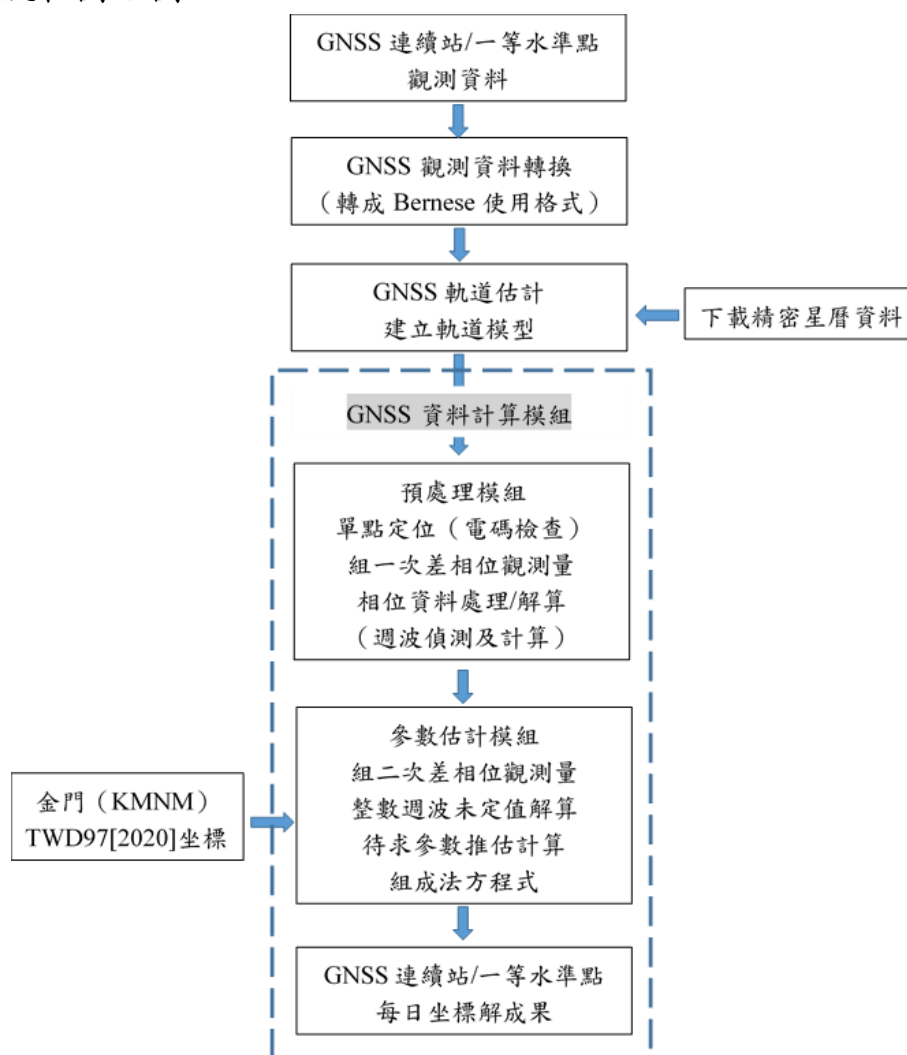 GNSS 連續站/一等水準點
觀測資料
GNSS 觀測資料轉換
（轉成 Bernese 使用格式）
GNSS 軌道估計
建立軌道模型
下載精密星曆資料
GNSS 資料計算模組
預處理模組
單點定位（電碼檢查）
組一次差相位觀測量
相位資料處理/解算
（週波偵測及計算）
參數估計模組
組二次差相位觀測量
整數週波未定值解算
待求參數推估計算
組成法方程式
金門（KMNM）
TWD97[2020]坐標
GNSS 連續站/一等水準點
每日坐標解成果